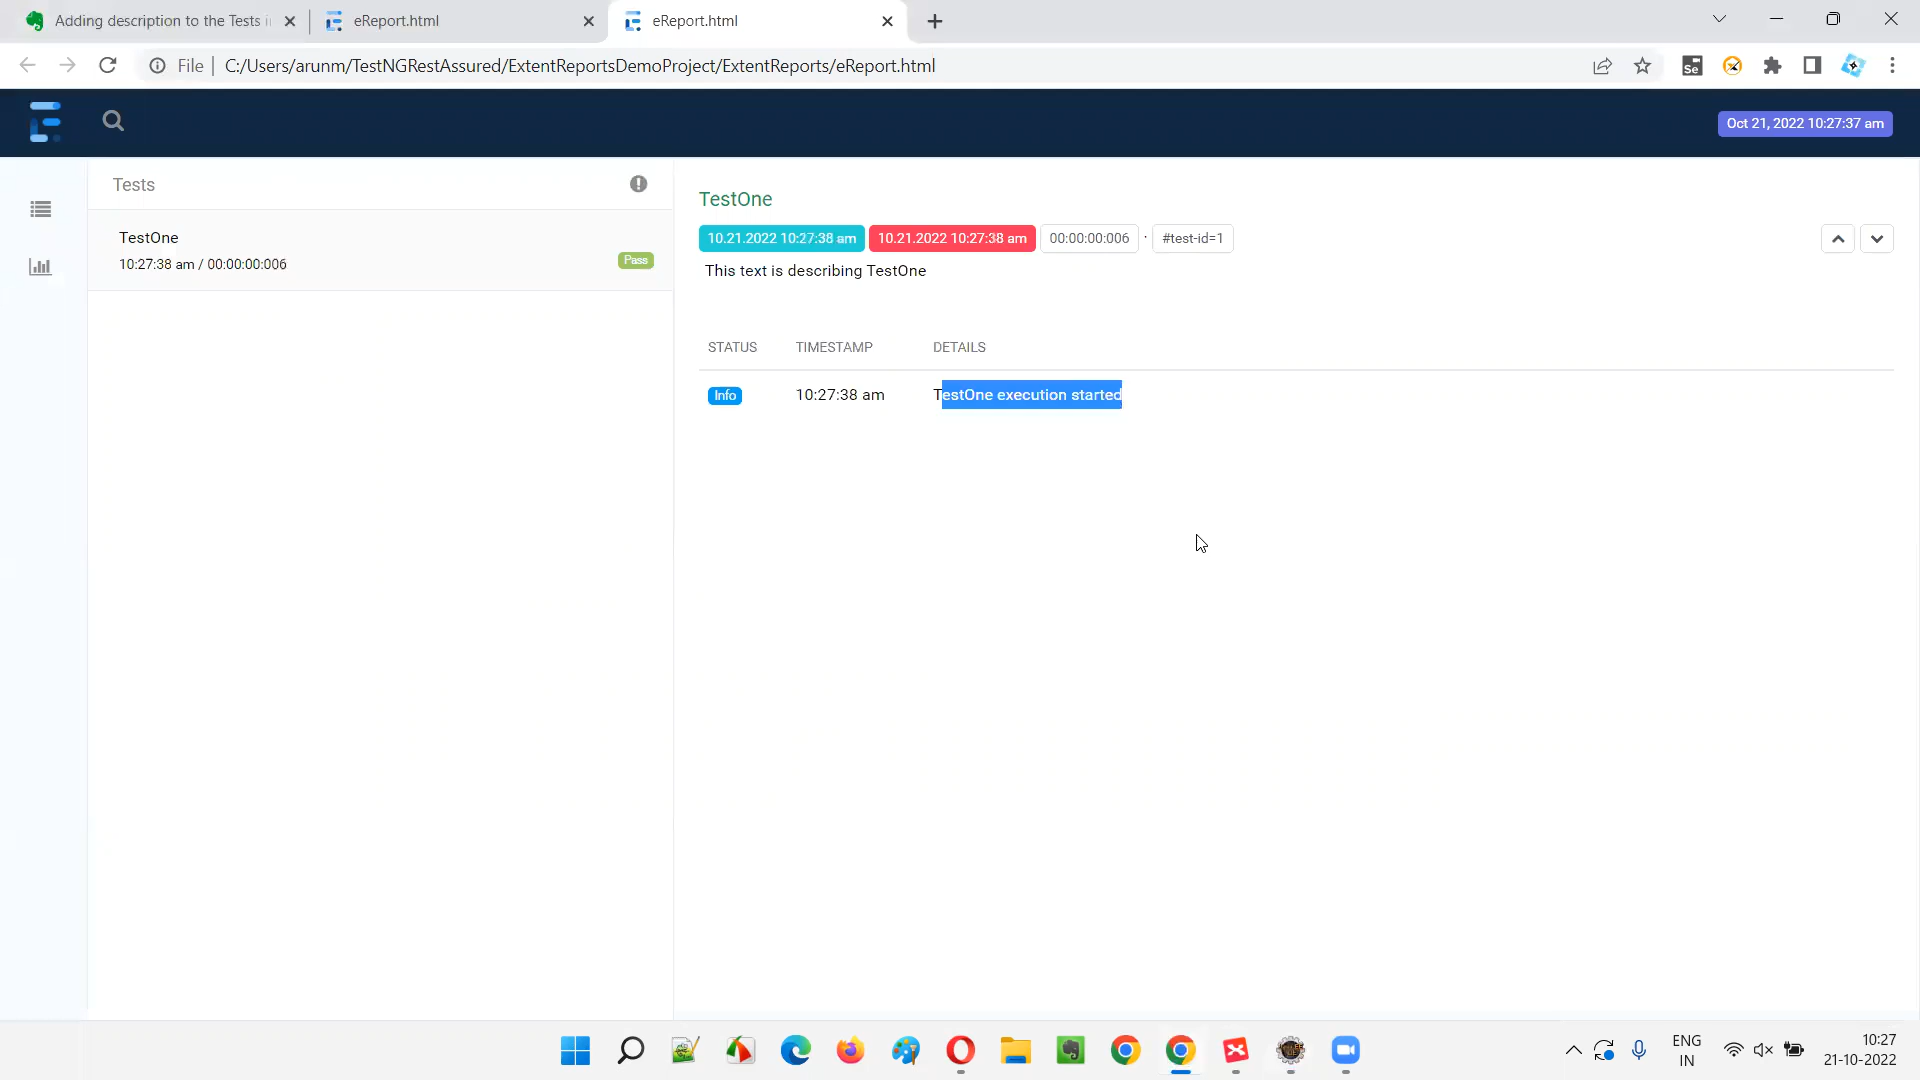 Adding description to the Tests i
eReport.html
eReport.html
File
C:/Users/arunm/TestNGRestAssured/ExtentReportsDemoProject/ExtentReports/eReport.html
Se
Oct 21, 2022 10:27:37 am
Tests
TestOne
10:27:38 am / 00:00:00:006
Pass
TestOne
10.21.2022 10:27:38 am 10.21.2022 10:27:38 am 00:00:00:006 · #test-id=1
This text is describing TestOne
STATUS TIMESTAMP DETAILS
Info 10:27:38 am TestOne execution started
ENG
IN
10:27
21-10-2022